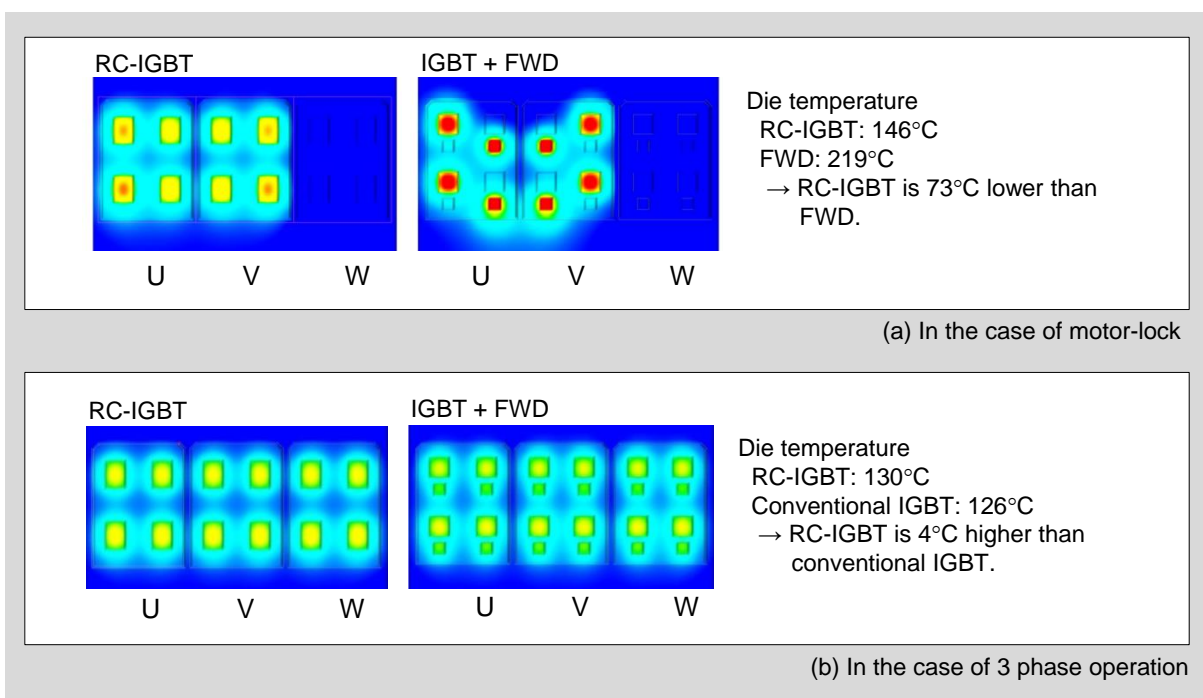 RC-IGBT
IGBT + FWD
Die temperature
RC-IGBT: 146°C
FWD: 219°C
→ RC-IGBT is 73°C lower than
FWD.
U V W
U V W
(a) In the case of motor-lock
RC-IGBT
IGBT + FWD
Die temperature
RC-IGBT: 130°C
Conventional IGBT: 126°C
→ RC-IGBT is 4°C higher than
conventional IGBT.
U V W
U V W
(b) In the case of 3 phase operation